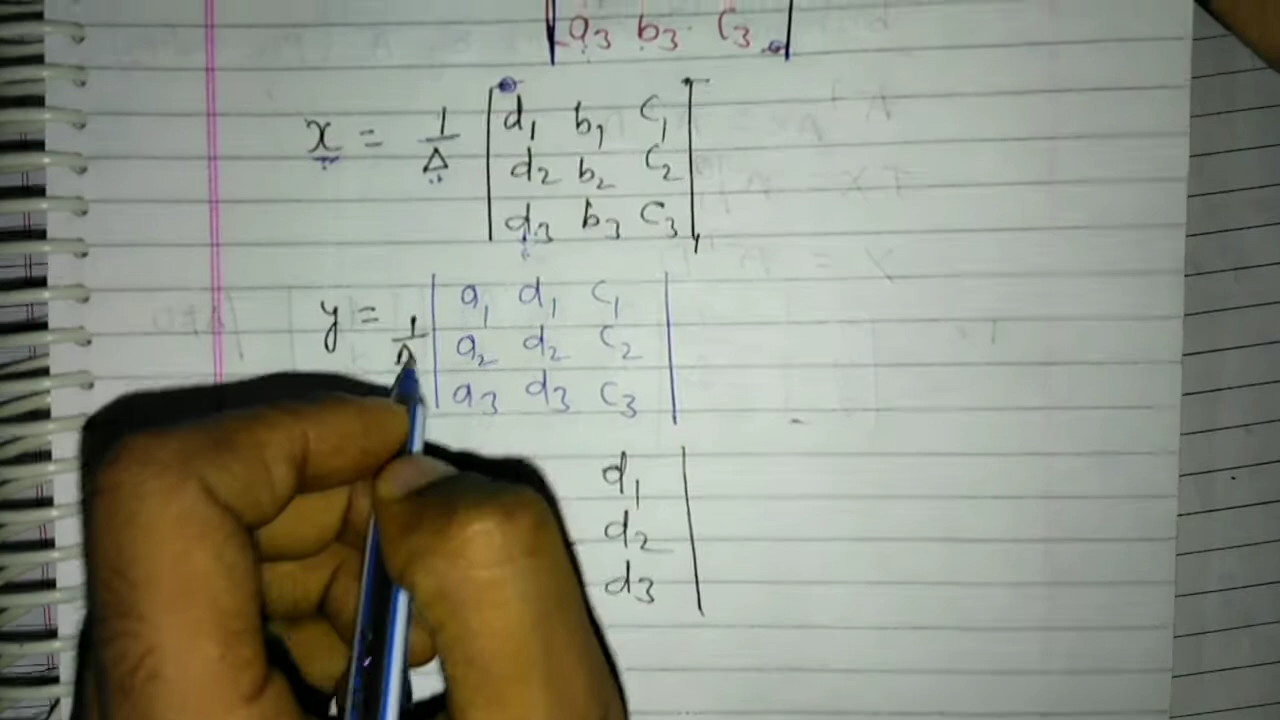 a3 b3 c3
x = 1/Δ | d1 b1 c1 |
| d2 b2 c2 |
| d3 b3 c3 |
y = 1/Δ | a1 d1 c1 |
| a2 d2 c2 |
| a3 d3 c3 |
d1 |
d2 |
d3 |